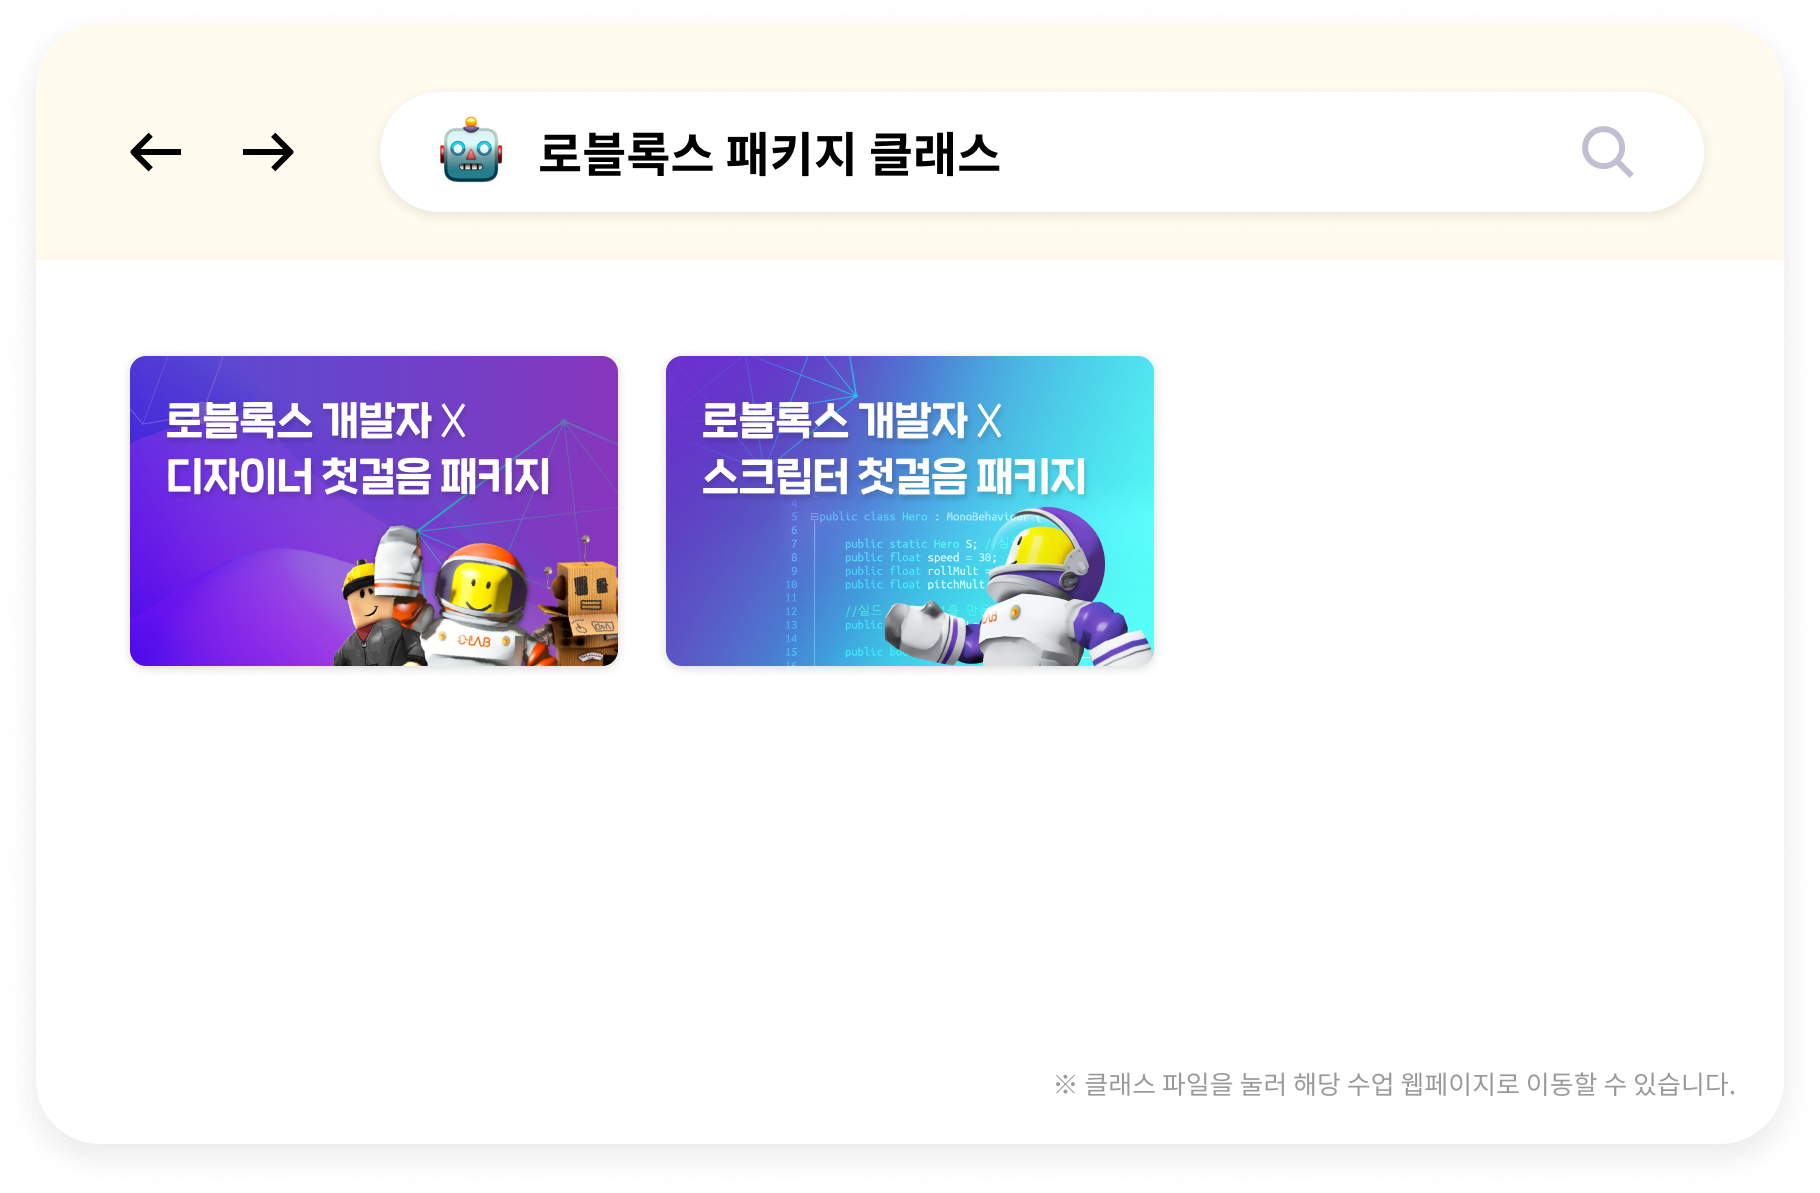 로블록스 패키지 클래스
로블록스 개발자 X
디자이너 첫걸음 패키지
D-LAB
로블록스 개발자 X
스크립터 첫걸음 패키지
4
5 public class Hero : MonoBehaviour {
6
7 public static Hero S; //
8 public float speed = 30;
9 public float rollMult =
10 public float pitchMult
11
12 //실드
13 public
14
15 public
16
※ 클래스 파일을 눌러 해당 수업 웹페이지로 이동할 수 있습니다.